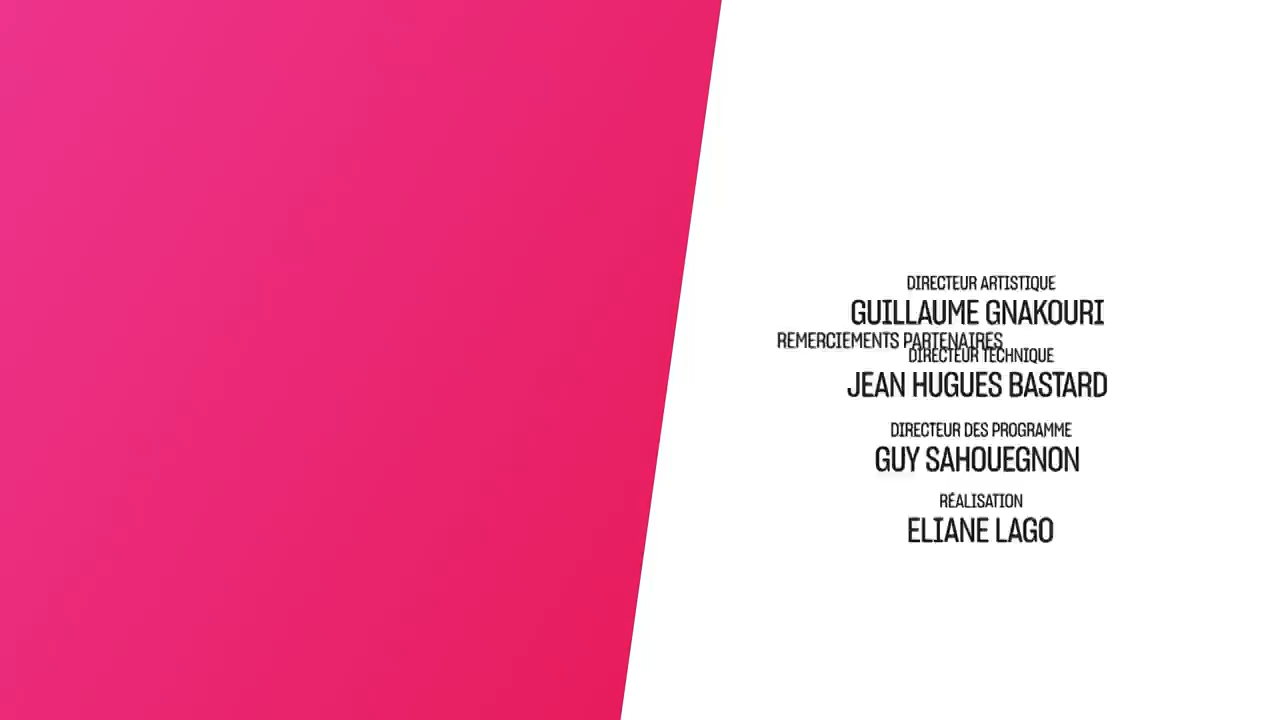 DIRECTEUR ARTISTIQUE
GUILLAUME GNAKOURI
REMERCIEMENTS PARTENAIRES
DIRECTEUR TECHNIQUE
JEAN HUGUES BASTARD
DIRECTEUR DES PROGRAMME
GUY SAHOUEGNON
RÉALISATION
ELIANE LAGO